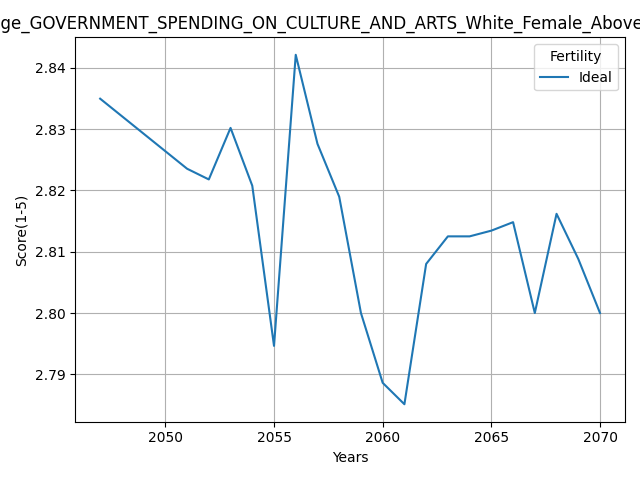 ge_GOVERNMENT_SPENDING_ON_CULTURE_AND_ARTS_White_Female_Above
Fertility
Ideal
2.84
2.83
2.82
2.81
2.80
2.79
Score(1-5)
2050 2055 2060 2065 2070
Years